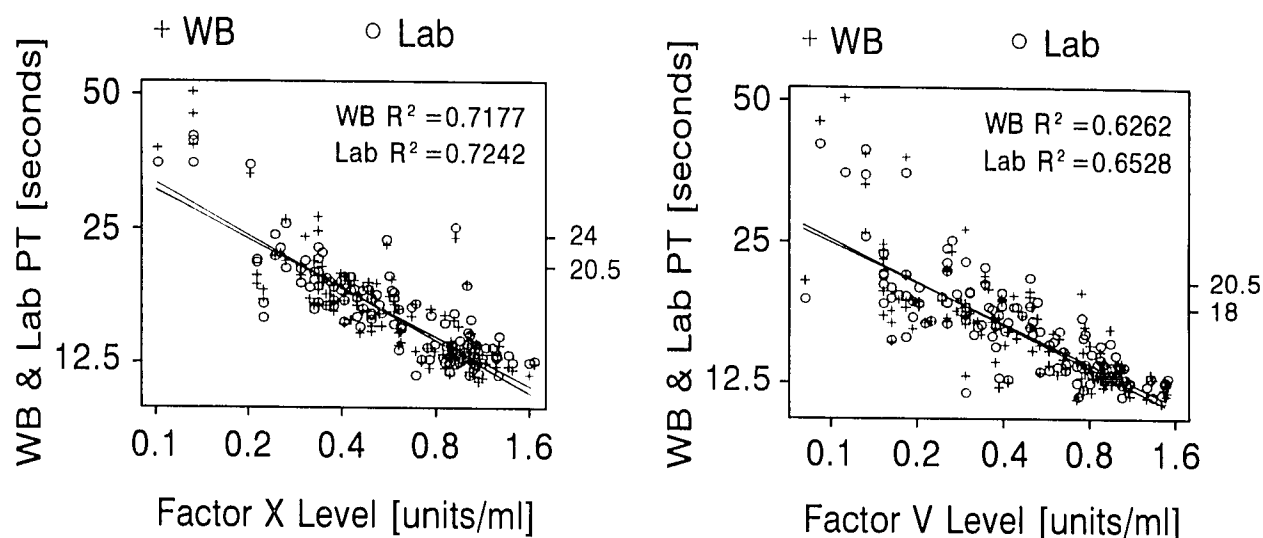 + WB ○ Lab
WB & Lab PT [seconds]
50
25
12.5
WB R² =0.7177
Lab R² =0.7242
24
20.5
0.1 0.2 0.4 0.8 1.6
Factor X Level [units/ml]
+ WB ○ Lab
WB & Lab PT [seconds]
50
25
12.5
WB R² =0.6262
Lab R² =0.6528
20.5
18
0.1 0.2 0.4 0.8 1.6
Factor V Level [units/ml]